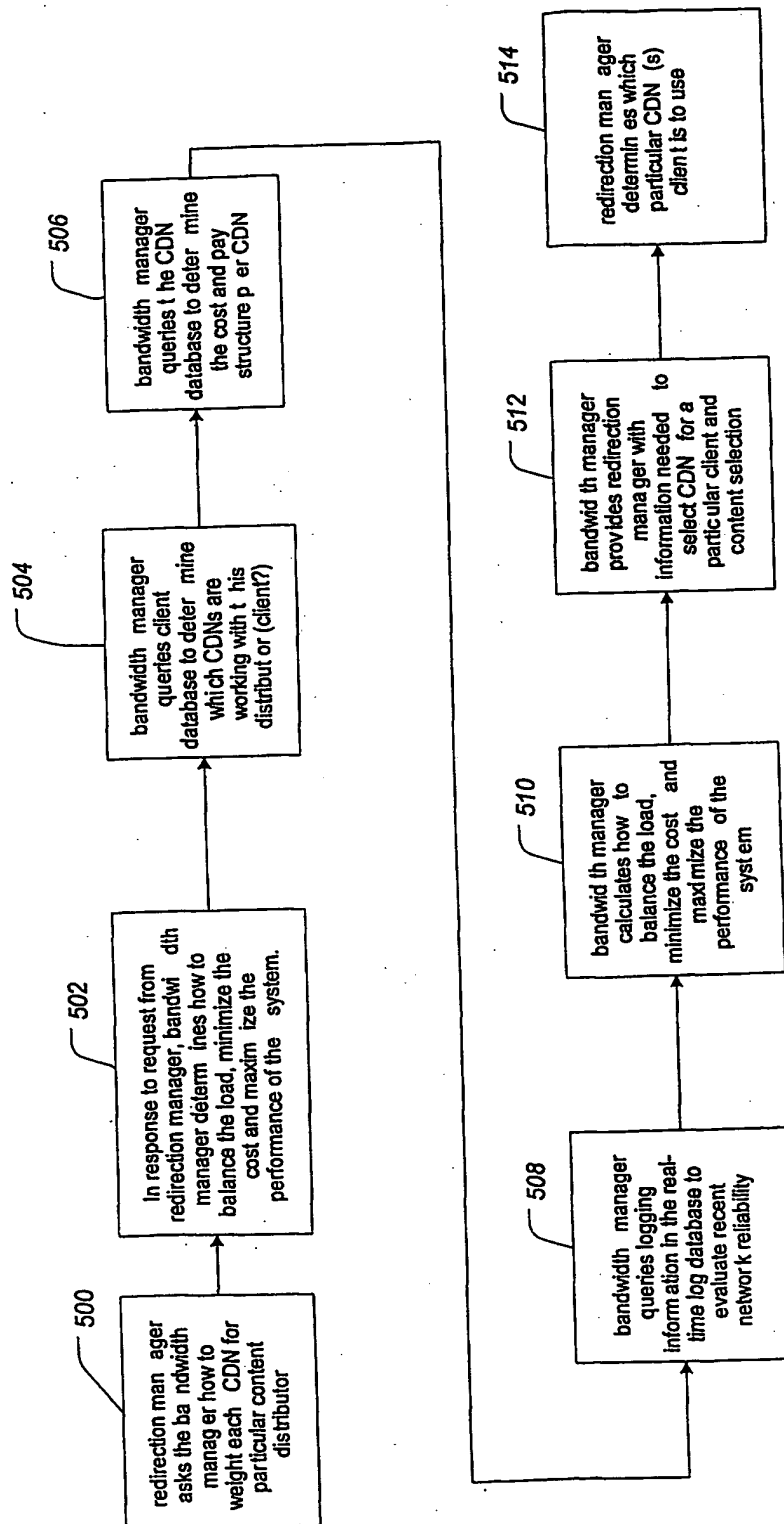 500
redirection man ager
asks the ba ndwidth
manag er how to
weight each CDN for
particular content
distributor
502
In response to request from
redirection manager, bandwi dth
manager determ ines how to
balance the load, minimize the
cost and maxim ize the
performance of the system.
504
bandwidth manager
queries client
database to deter mine
which CDNs are
working with t his
distribut or (client?)
506
bandwidth manager
queries t he CDN
database to deter mine
the cost and pay
structure p er CDN
508
bandwidth manager
queries logging
inform ation in the real-
time log database to
evaluate recent
networ k reliability
510
bandwid th manager
calculates how to
balance the load,
minimize the cost and
maximize the
performance of the
syst em
512
bandwid th manager
provides redirection
manager with
information needed to
select CDN for a
particular client and
content selection
514
redirection man ager
determin es which
particular CDN (s)
client is to use